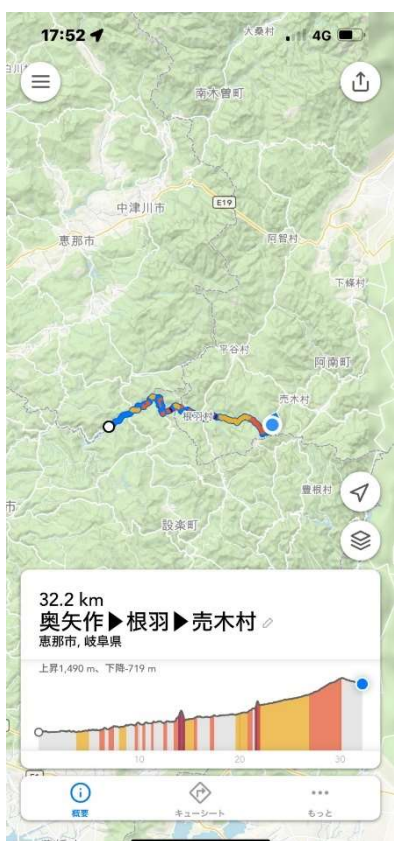 17:52
4G
大桑村
南木曽町
中津川市
E19
恵那市
阿智村
下條村
平谷村
阿南町
売木村
根羽村
豊根村
設楽町
32.2 km
奥矢作▶根羽▶売木村
恵那市, 岐阜県
上昇1,490 m、下降-719 m
10 20 30
概要 キューシート もっと